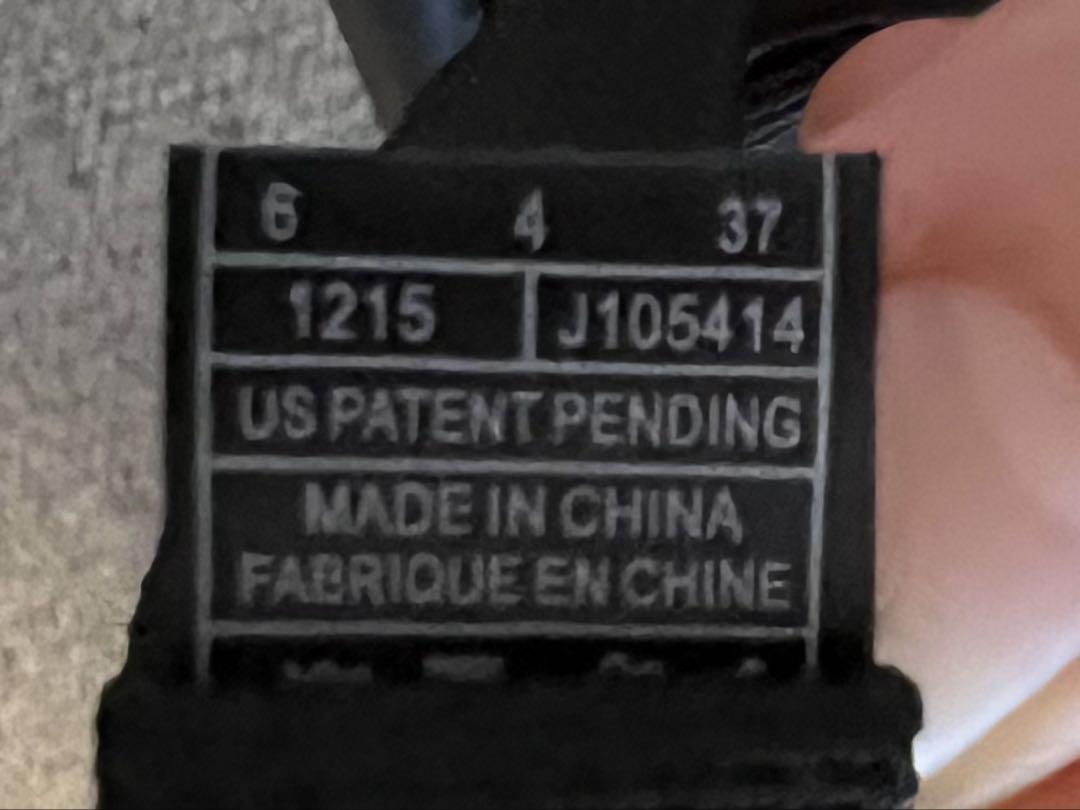 6 4 37
1215 J105414
US PATENT PENDING
MADE IN CHINA
FABRIQUE EN CHINE